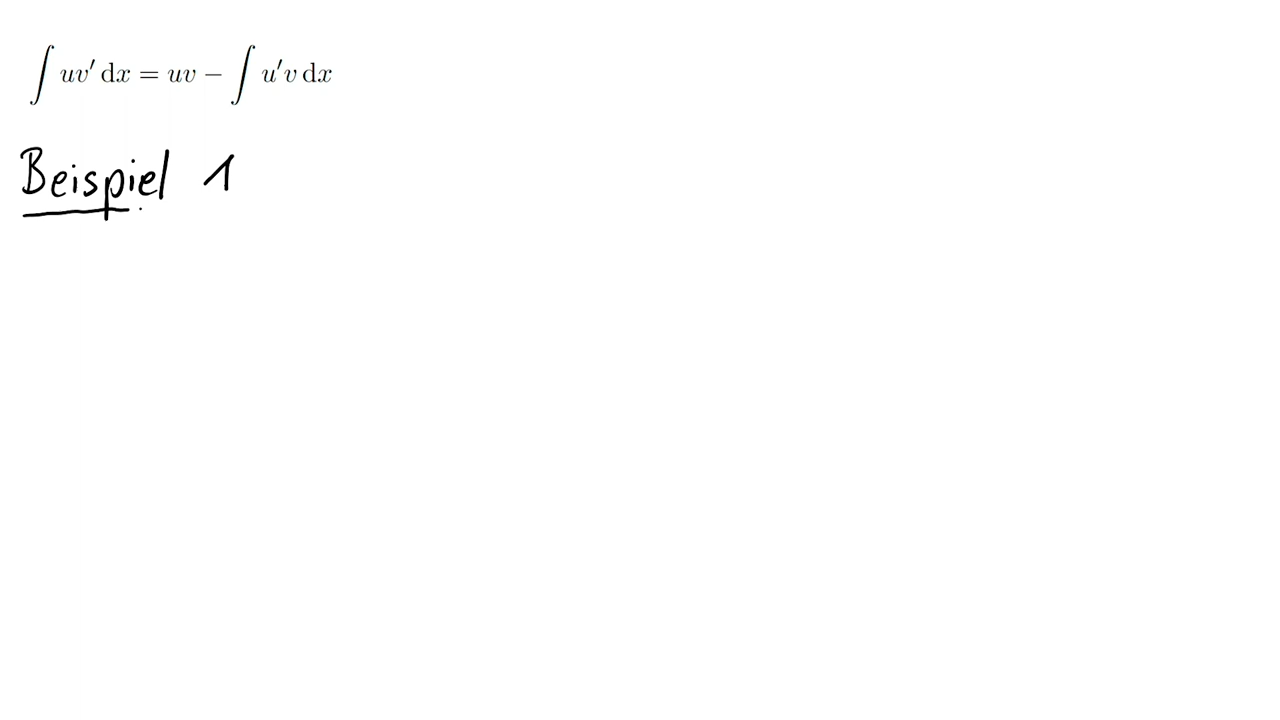 ∫ uv′ dx = uv − ∫ u′v dx
Beispiel 1